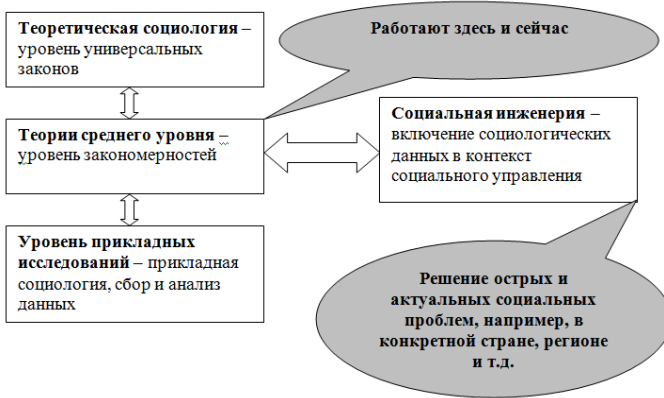 Теоретическая социология –
уровень универсальных
законов
Работают здесь и сейчас
Теории среднего уровня –
уровень закономерностей
Социальная инженерия –
включение социологических
данных в контекст
социального управления
Уровень прикладных
исследований – прикладная
социология, сбор и анализ
данных
Решение острых и
актуальных социальных
проблем, например, в
конкретной стране, регионе
и т.д.